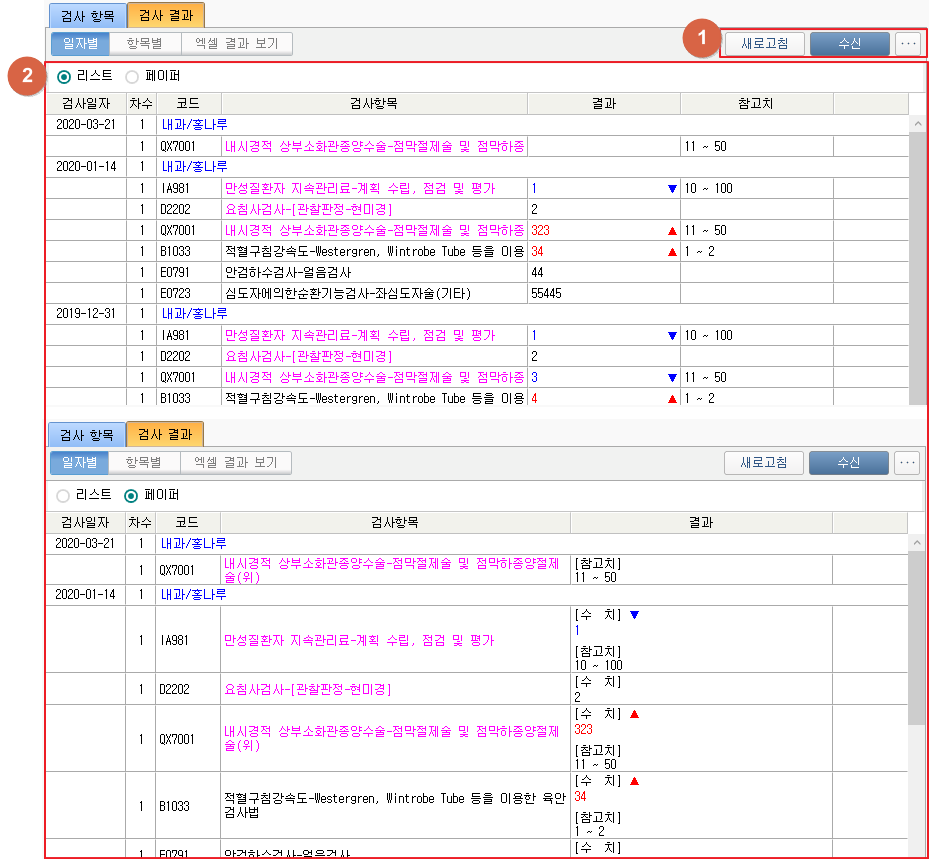 검사 항목 검사 결과
일자별 항목별 엑셀 결과 보기 새로고침 수신 ... 1
2 리스트 페이퍼
검사일자 차수 코드 검사항목 결과 참고치
2020-03-21 1 내과/홍나루
1 QX7001 내시경적 상부소화관종양수술-점막절제술 및 점막하종 11 ~ 50
2020-01-14 1 내과/홍나루
1 IA981 만성질환자 지속관리료-계획 수립, 점검 및 평가 1 ▼ 10 ~ 100
1 D2202 요침사검사-[관찰판정-현미경] 2
1 QX7001 내시경적 상부소화관종양수술-점막절제술 및 점막하종 323 ▲ 11 ~ 50
1 B1033 적혈구침강속도-Westergren, Wintrobe Tube 등을 이용 34 ▲ 1 ~ 2
1 E0791 안검하수검사-얼음검사 44
1 E0723 심도자에의한순환기능검사-좌심도자술(기타) 55445
2019-12-31 1 내과/홍나루
1 IA981 만성질환자 지속관리료-계획 수립, 점검 및 평가 1 ▼ 10 ~ 100
1 D2202 요침사검사-[관찰판정-현미경] 2
1 QX7001 내시경적 상부소화관종양수술-점막절제술 및 점막하종 3 ▼ 11 ~ 50
1 B1033 적혈구침강속도-Westergren, Wintrobe Tube 등을 이용 4 ▲ 1 ~ 2
검사 항목 검사 결과
일자별 항목별 엑셀 결과 보기 새로고침 수신 ...
리스트 페이퍼
검사일자 차수 코드 검사항목 결과
2020-03-21 1 내과/홍나루
1 QX7001 내시경적 상부소화관종양수술-점막절제술 및 점막하종양절제
술(위)
[참고치]
11 ~ 50
2020-01-14 1 내과/홍나루
1 IA981 만성질환자 지속관리료-계획 수립, 점검 및 평가
[수 치] ▼
1
[참고치]
10 ~ 100
1 D2202 요침사검사-[관찰판정-현미경]
[수 치]
2
1 QX7001 내시경적 상부소화관종양수술-점막절제술 및 점막하종양절제
술(위)
[수 치] ▲
323
[참고치]
11 ~ 50
1 B1033 적혈구침강속도-Westergren, Wintrobe Tube 등을 이용한 육안
검사법
[수 치] ▲
34
[참고치]
1 ~ 2
1 E0791 안검하수검사-얼음검사
[수 치]